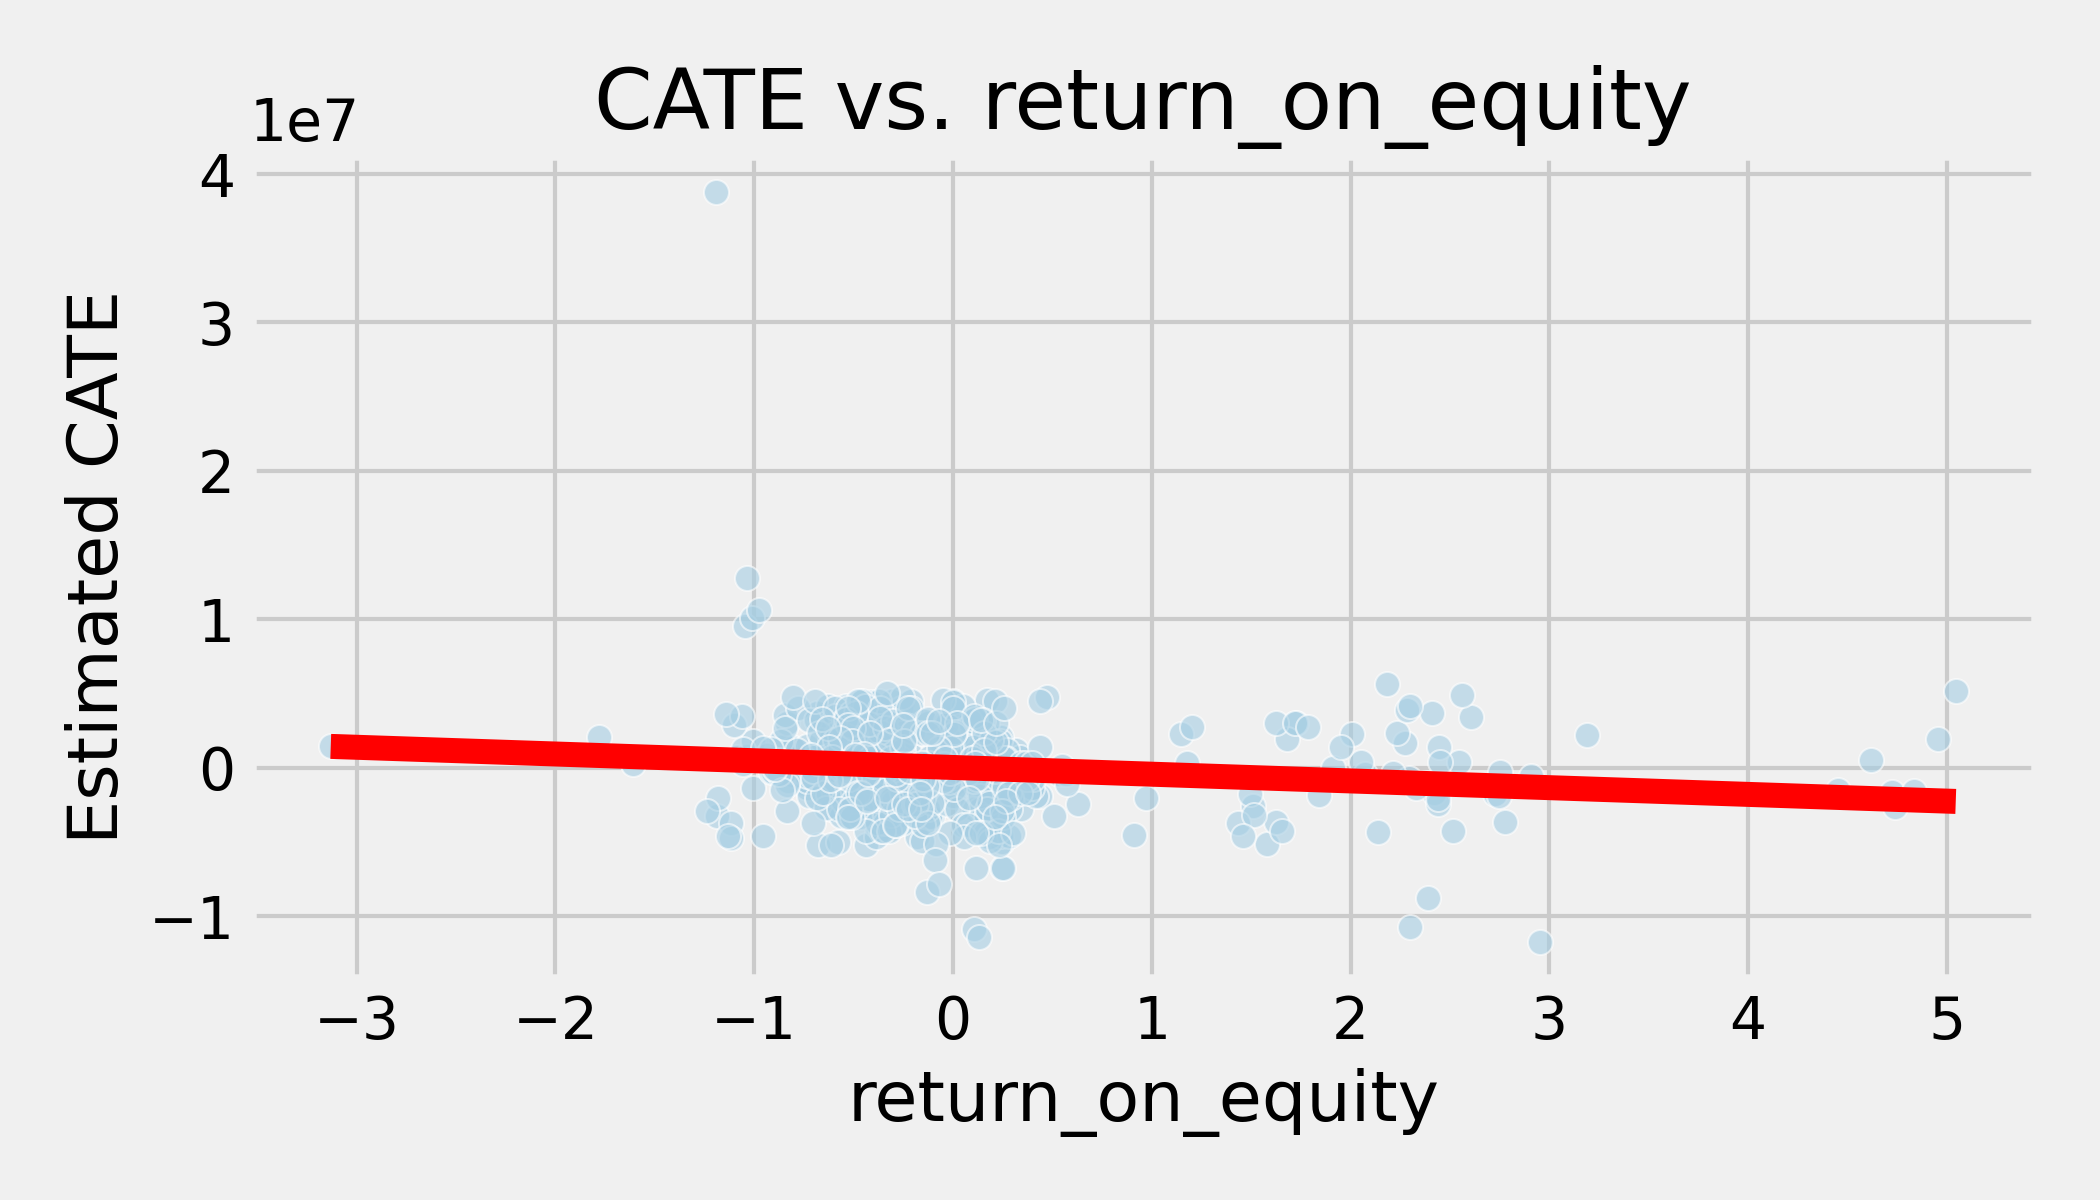 CATE vs. return_on_equity
1e7
4
3
2
1
0
−1
Estimated CATE
−3 −2 −1 0 1 2 3 4 5
return_on_equity